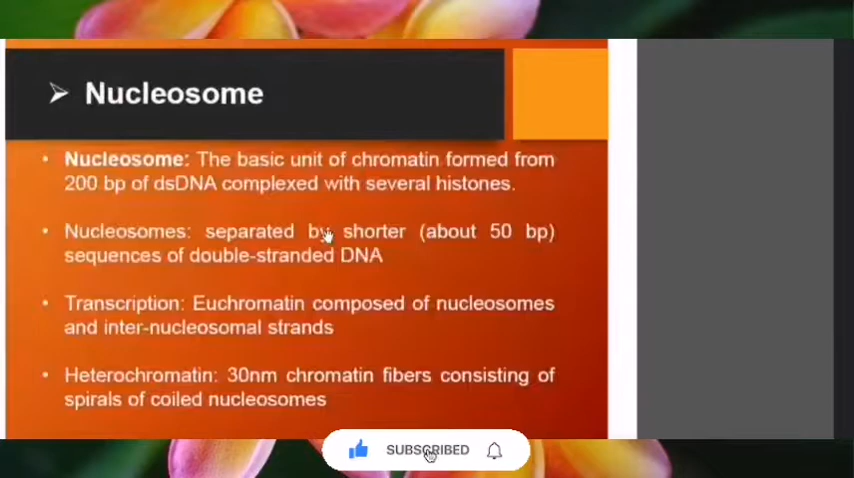 ➢ Nucleosome
• Nucleosome: The basic unit of chromatin formed from
200 bp of dsDNA complexed with several histones.
• Nucleosomes: separated by shorter (about 50 bp)
sequences of double-stranded DNA
• Transcription: Euchromatin composed of nucleosomes
and inter-nucleosomal strands
• Heterochromatin: 30nm chromatin fibers consisting of
spirals of coiled nucleosomes
SUBSCRIBED